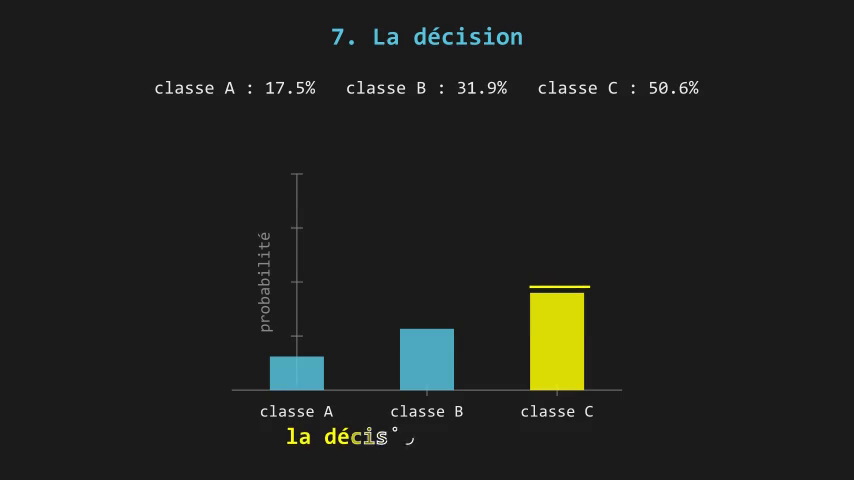 7. La décision
classe A : 17.5% classe B : 31.9% classe C : 50.6%
probabilité
classe A classe B classe C
la décis